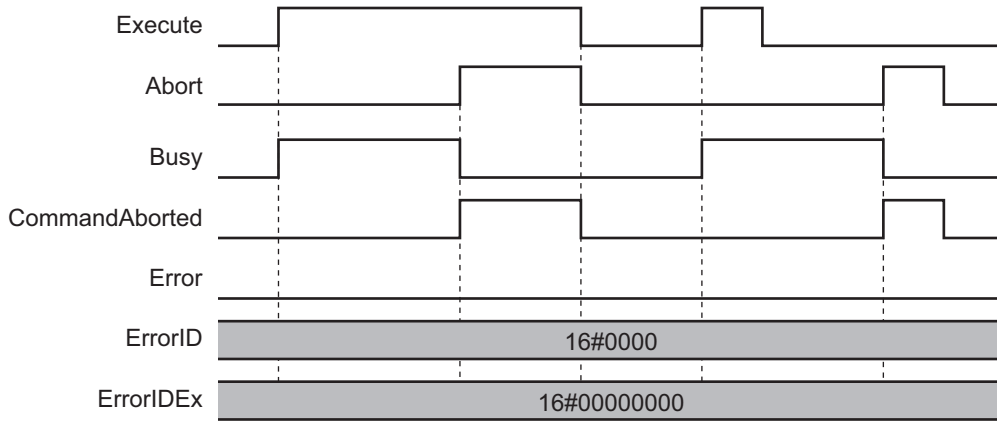 Execute
Abort
Busy
CommandAborted
Error
ErrorID
16#0000
ErrorIDEx
16#00000000